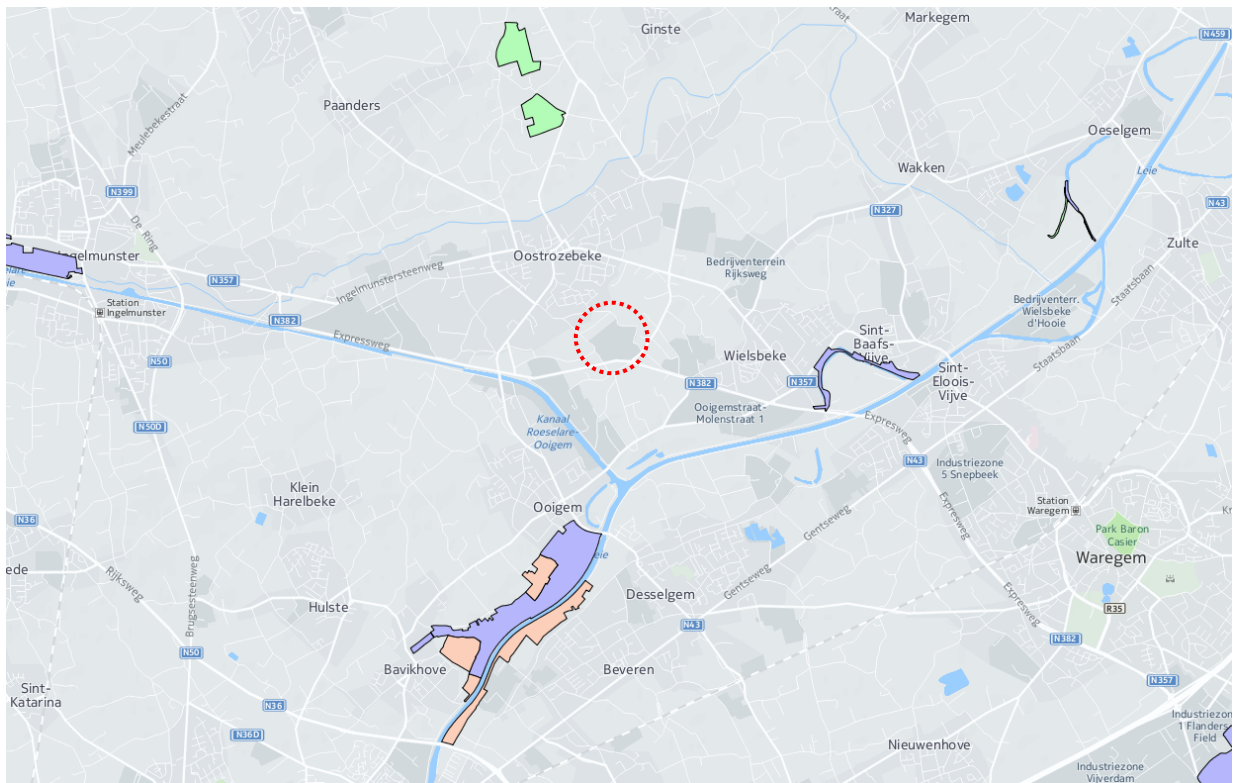 Markegem
Ginste
N459
Paanders
Meulebekestraat
Oeselgem
Wakken
Leie
N399
N43
De Ring
N327
Zulte
Ingelmunster
Oostrozebeke
Bedrijventerrein
Rijksweg
Staatsbaan
N357
Ingelmunstersteenweg
Station
Ingelmunster
Bedrijventerr.
Wielsbeke
d'Hooie
N382
Expressweg
Sint-
Baafs-
Vijve
Staatsbaan
Wielsbeke
N50
N382
N357
Sint-
Eloois-
Vijve
Ooigemstraat-
Molenstraat 1
Kanaal
Roeselare-
Ooigem
Expresweg
N50D
N43
Industriezone
5 Snepbeek
Klein
Harelbeke
Station
Waregem
Ooigem
N36
Gentseweg
Expresweg
Park Baron
Casier
Waregem
Rijksweg
Brugsesteenweg
Gentseweg
Desselgem
Hulste
R35
Expresweg
N43
N382
N50
Bavikhove
Beveren
N357
Sint-
Katarina
N36
N36D
Industriezone
1 Flanders
Field
Nieuwenhove
Industriezone
Vijverdam